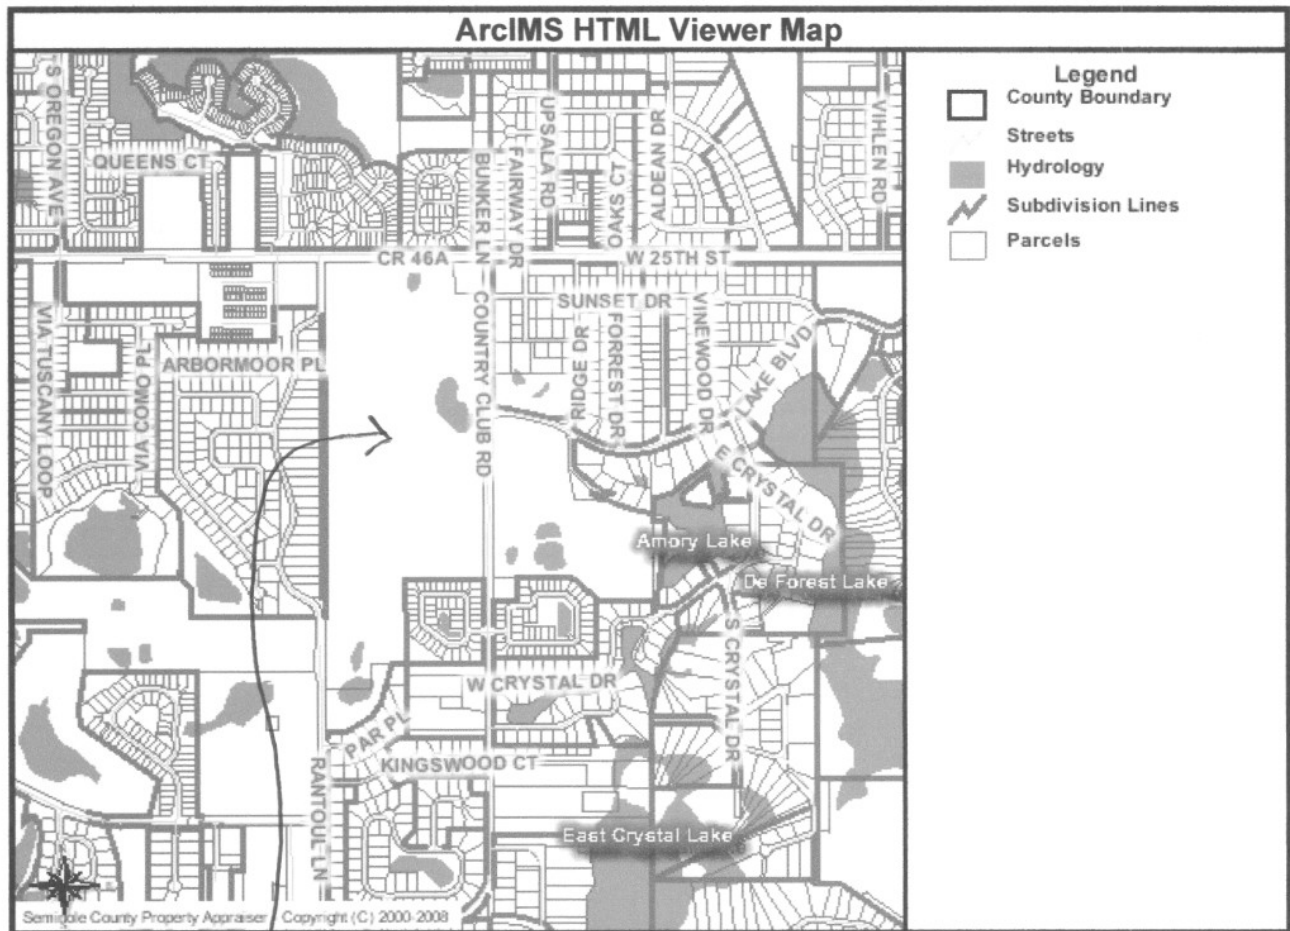 ArcIMS HTML Viewer Map
Legend
County Boundary
Streets
Hydrology
Subdivision Lines
Parcels
S OREGON AVE
QUEENS CT
BUNKER LN
FAIRWAY DR
UPSALA RD
OAKS CT
ALDEAN DR
VIHLEN RD
CR 46A
W 25TH ST
VIA TUSCANY LOOP
VIA COMO PL
ARBORMOOR PL
COUNTRY CLUB RD
SUNSET DR
RIDGE DR
FORREST DR
VINEWOOD DR
LAKE BLVD
E CRYSTAL DR
Amory Lake
De Forest Lake
S CRYSTAL DR
W CRYSTAL DR
PAR PL
KINGSWOOD CT
RANTOUL LN
East Crystal Lake
Seminole County Property Appraiser Copyright (C) 2000-2008